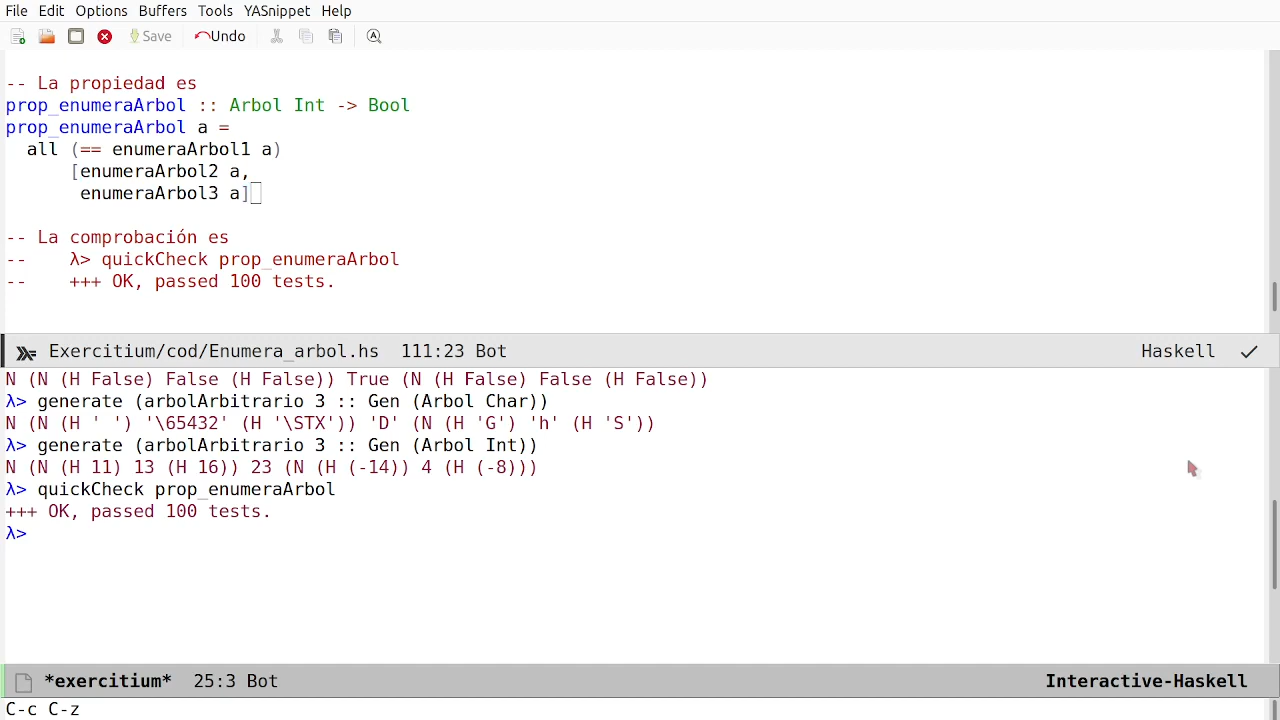 File Edit Options Buffers Tools YASnippet Help
Save Undo
-- La propiedad es
prop_enumeraArbol :: Arbol Int -> Bool
prop_enumeraArbol a =
  all (== enumeraArbol1 a)
      [enumeraArbol2 a,
       enumeraArbol3 a]
-- La comprobación es
--    λ> quickCheck prop_enumeraArbol
--    +++ OK, passed 100 tests.
Exercitium/cod/Enumera_arbol.hs 111:23 Bot Haskell
N (N (H False) False (H False)) True (N (H False) False (H False))
λ> generate (arbolArbitrario 3 :: Gen (Arbol Char))
N (N (H ' ') '\65432' (H '\STX')) 'D' (N (H 'G') 'h' (H 'S'))
λ> generate (arbolArbitrario 3 :: Gen (Arbol Int))
N (N (H 11) 13 (H 16)) 23 (N (H (-14)) 4 (H (-8)))
λ> quickCheck prop_enumeraArbol
+++ OK, passed 100 tests.
λ>
*exercitium* 25:3 Bot Interactive-Haskell
C-c C-z